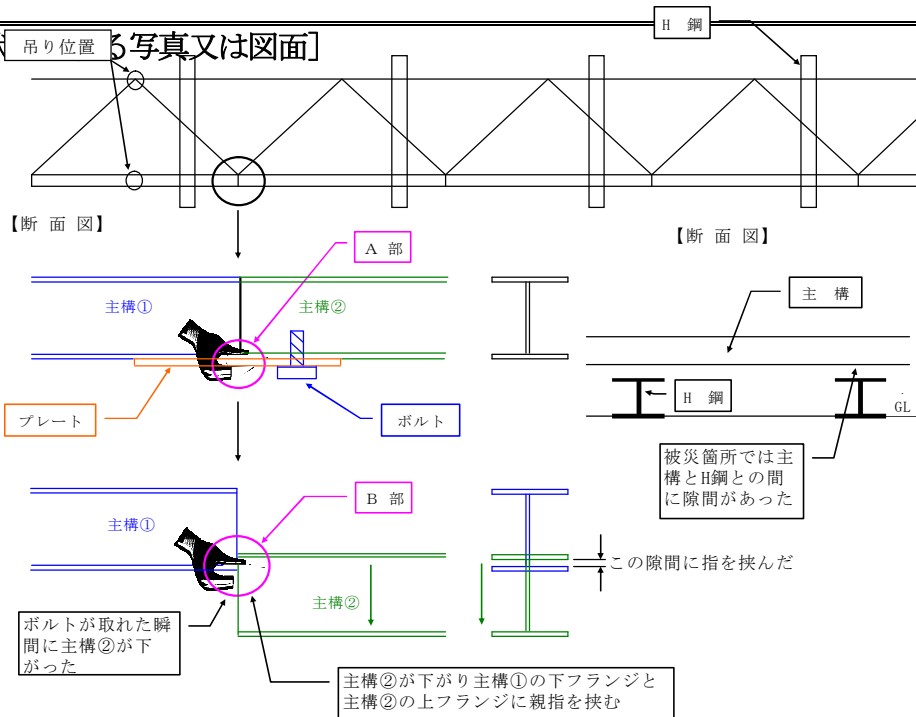 る写真又は図面]
吊り位置
H 鋼
【断 面 図】
【断 面 図】
A 部
主構①
主構②
プレート
ボルト
主 構
H 鋼
GL
被災箇所では主
構とH鋼との間
に隙間があった
B 部
主構①
主構②
この隙間に指を挟んだ
ボルトが取れた瞬
間に主構②が下
がった
主構②が下がり主構①の下フランジと
主構②の上フランジに親指を挟む